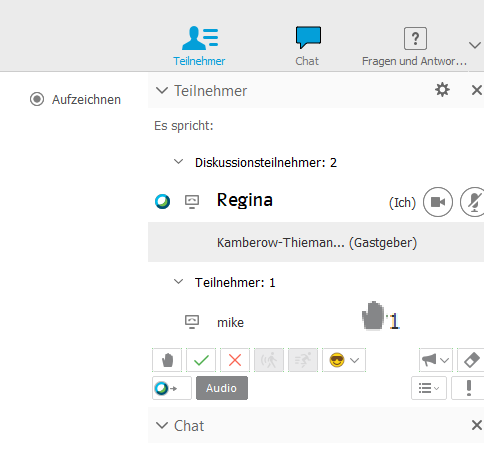 Teilnehmer
Chat
Fragen und Antwor...
Aufzeichnen
Teilnehmer
Es spricht:
Diskussionsteilnehmer: 2
Regina (Ich)
Kamberow-Thieman... (Gastgeber)
Teilnehmer: 1
mike 1
Audio
Chat